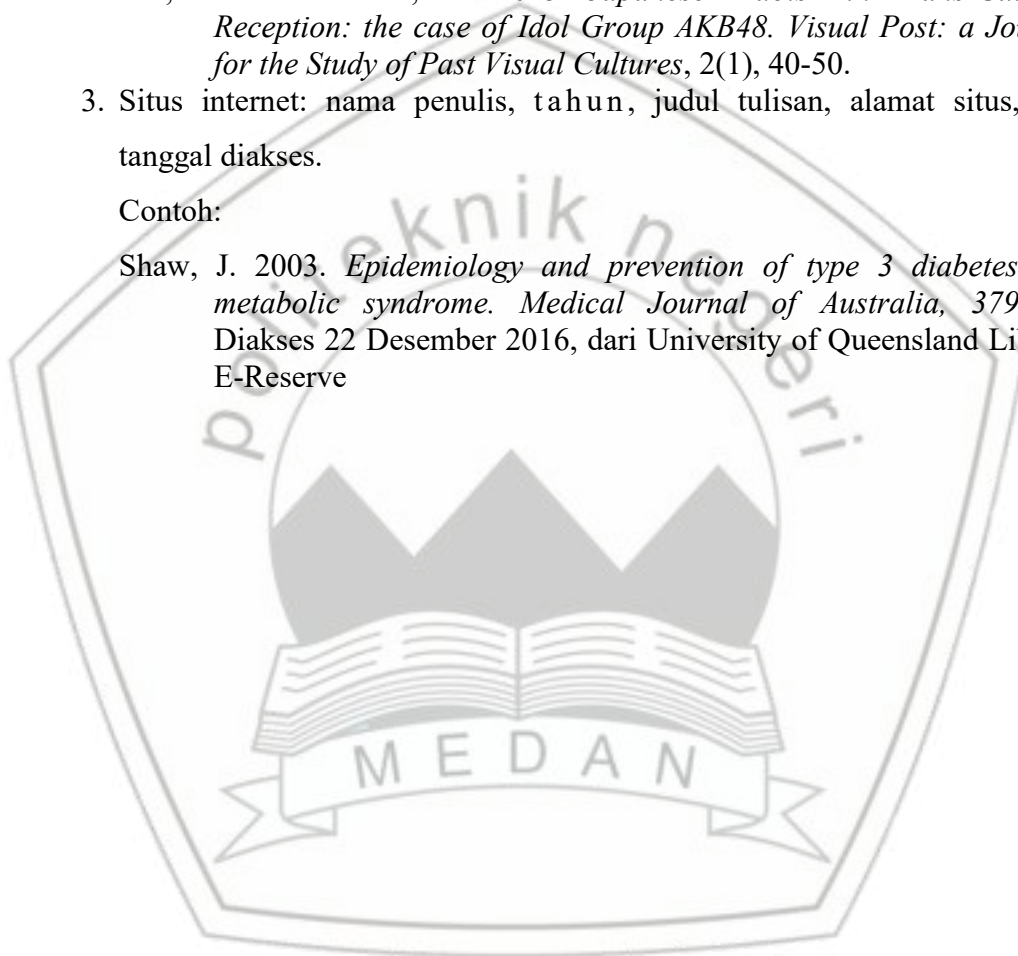 Reception: the case of Idol Group AKB48. Visual Post: a Jo
for the Study of Past Visual Cultures, 2(1), 40-50.
3. Situs internet: nama penulis, tahun, judul tulisan, alamat situs,
tanggal diakses.
Contoh:
Shaw, J. 2003. Epidemiology and prevention of type 3 diabetes
metabolic syndrome. Medical Journal of Australia, 379
Diakses 22 Desember 2016, dari University of Queensland Li
E-Reserve
politeknik negeri
MEDAN